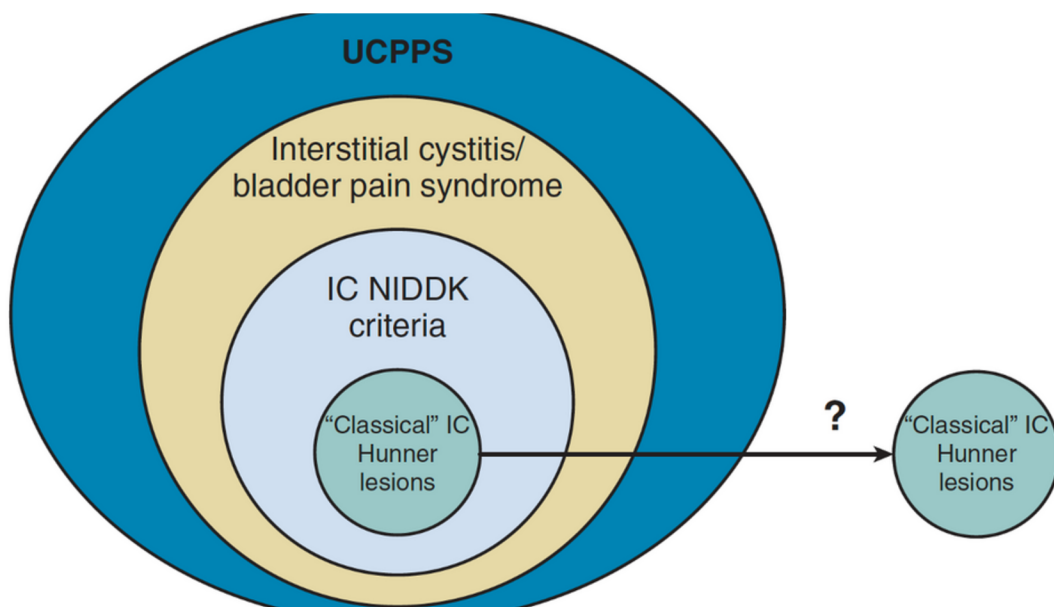 UCPPS
Interstitial cystitis/
bladder pain syndrome
IC NIDDK
criteria
“Classical” IC
Hunner
lesions
?
“Classical” IC
Hunner
lesions